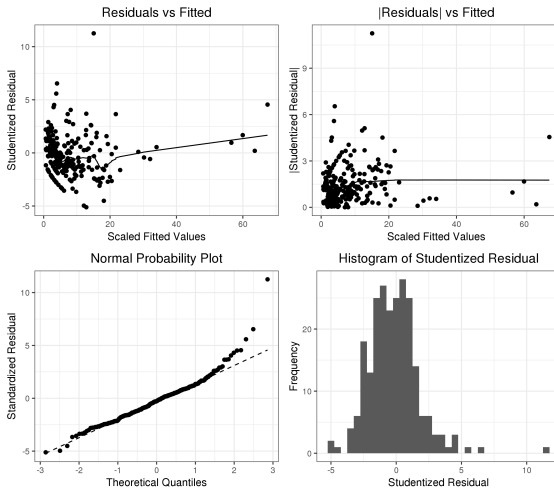 Residuals vs Fitted
|Residuals| vs Fitted
10
5
0
-5
Studentized Residual
0 20 40 60
Scaled Fitted Values
9
6
3
0
|Studentized Residual|
0 20 40 60
Scaled Fitted Values
Normal Probability Plot
Histogram of Studentized Residual
10
5
0
-5
Standardized Residual
-3 -2 -1 0 1 2 3
Theoretical Quantiles
20
10
0
Frequency
-5 0 5 10
Studentized Residual